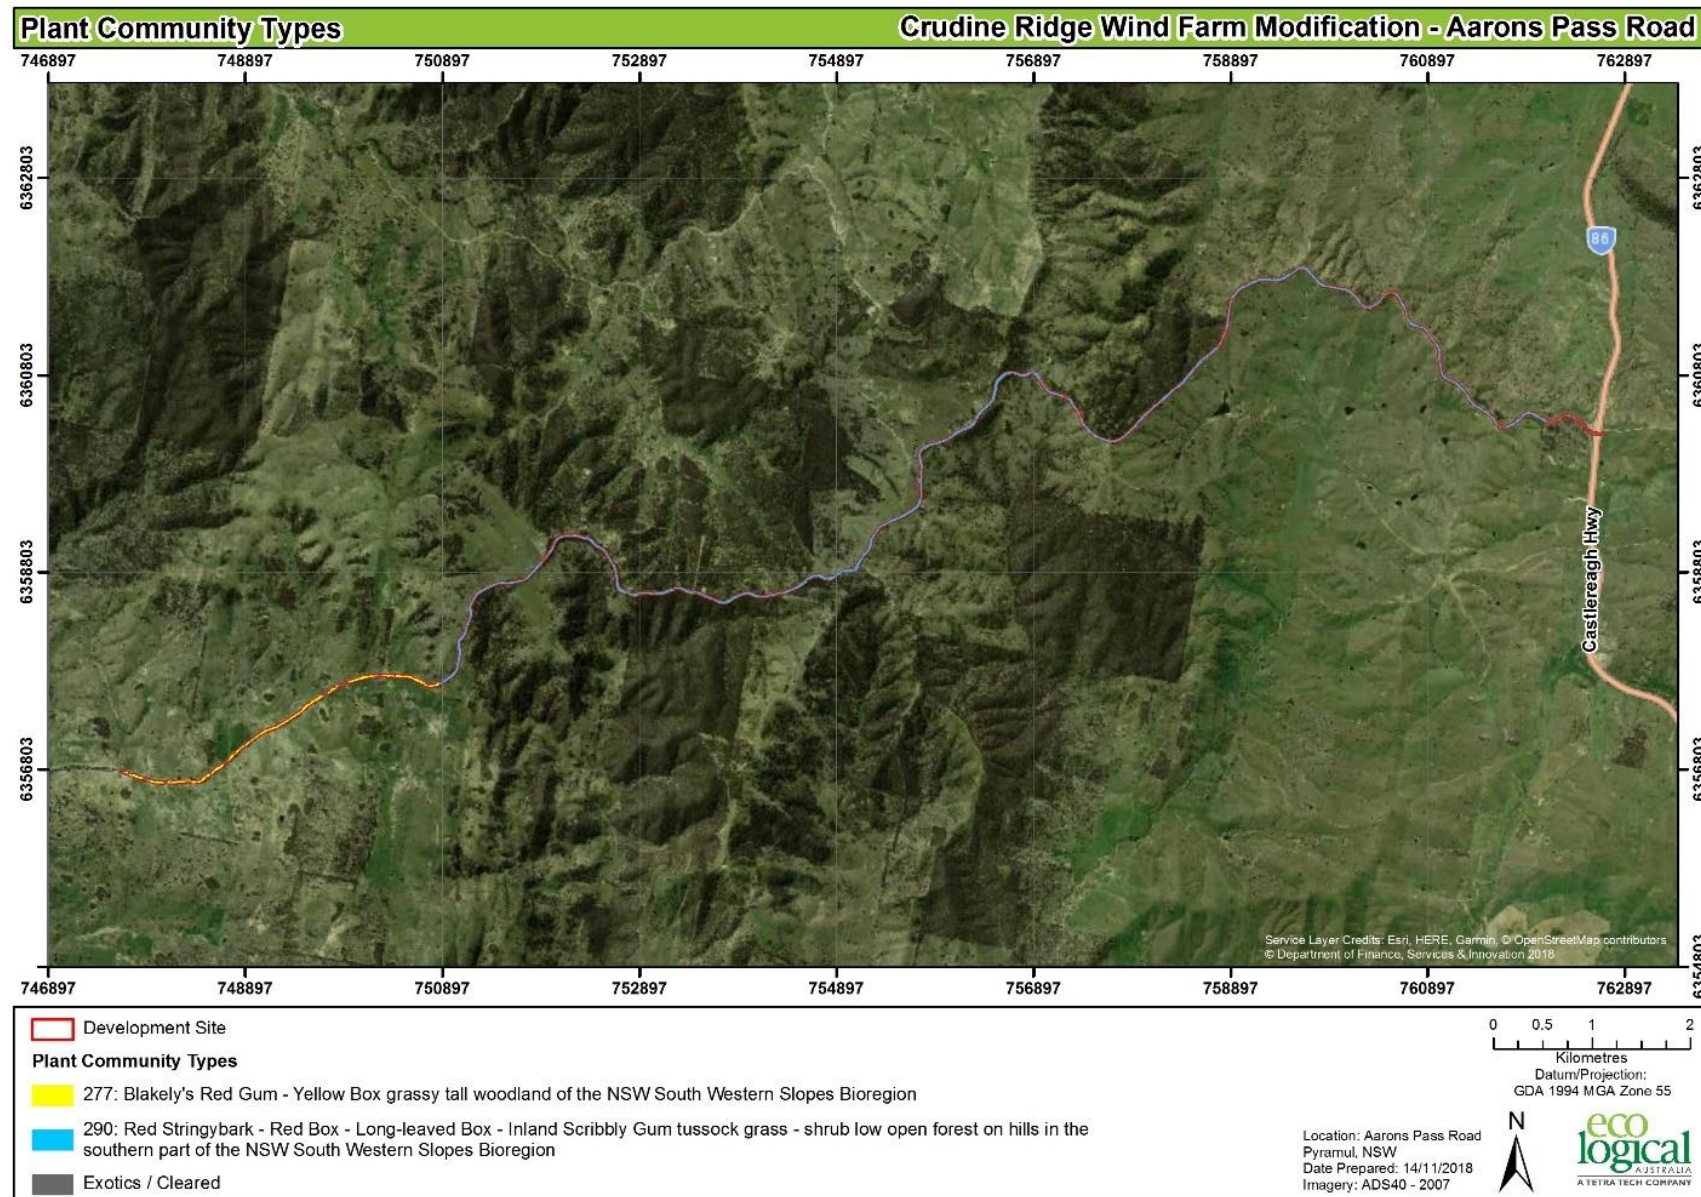 Plant Community Types
Crudine Ridge Wind Farm Modification - Aarons Pass Road
746897 748897 750897 752897 754897 756897 758897 760897 762897
6362803
6362803
86
6360803
6360803
Castlereagh Hwy
6358803
6358803
6356803
6356803
6354803
Service Layer Credits: Esri, HERE, Garmin, © OpenStreetMap contributors
© Department of Finance, Services & Innovation 2018
746897 748897 750897 752897 754897 756897 758897 760897 762897
Development Site
Plant Community Types
277: Blakely's Red Gum - Yellow Box grassy tall woodland of the NSW South Western Slopes Bioregion
290: Red Stringybark - Red Box - Long-leaved Box - Inland Scribbly Gum tussock grass - shrub low open forest on hills in the
southern part of the NSW South Western Slopes Bioregion
Exotics / Cleared
0 0.5 1 2
Kilometres
Datum/Projection:
GDA 1994 MGA Zone 55
N
Location: Aarons Pass Road
Pyramul, NSW
Date Prepared: 14/11/2018
Imagery: ADS40 - 2007
eco
logical
AUSTRALIA
A TETRA TECH COMPANY